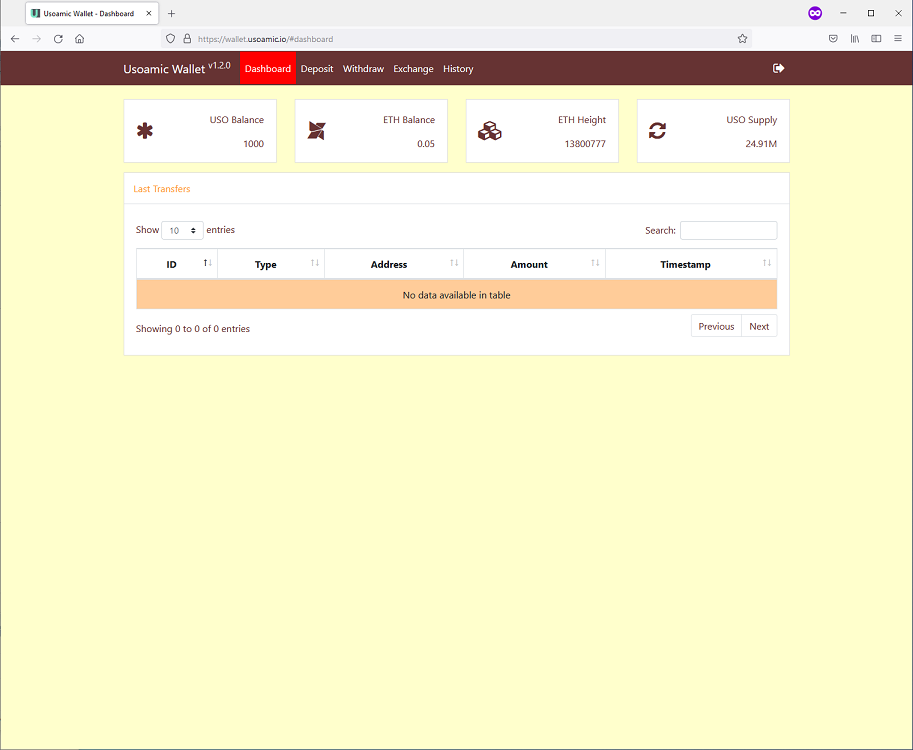 Usoamic Wallet - Dashboard
https://wallet.usoamic.io/#dashboard
Usoamic Wallet v1.2.0 Dashboard Deposit Withdraw Exchange History
USO Balance
1000
ETH Balance
0.05
ETH Height
13800777
USO Supply
24.91M
Last Transfers
Show 10 entries Search:
ID Type Address Amount Timestamp
No data available in table
Showing 0 to 0 of 0 entries Previous Next